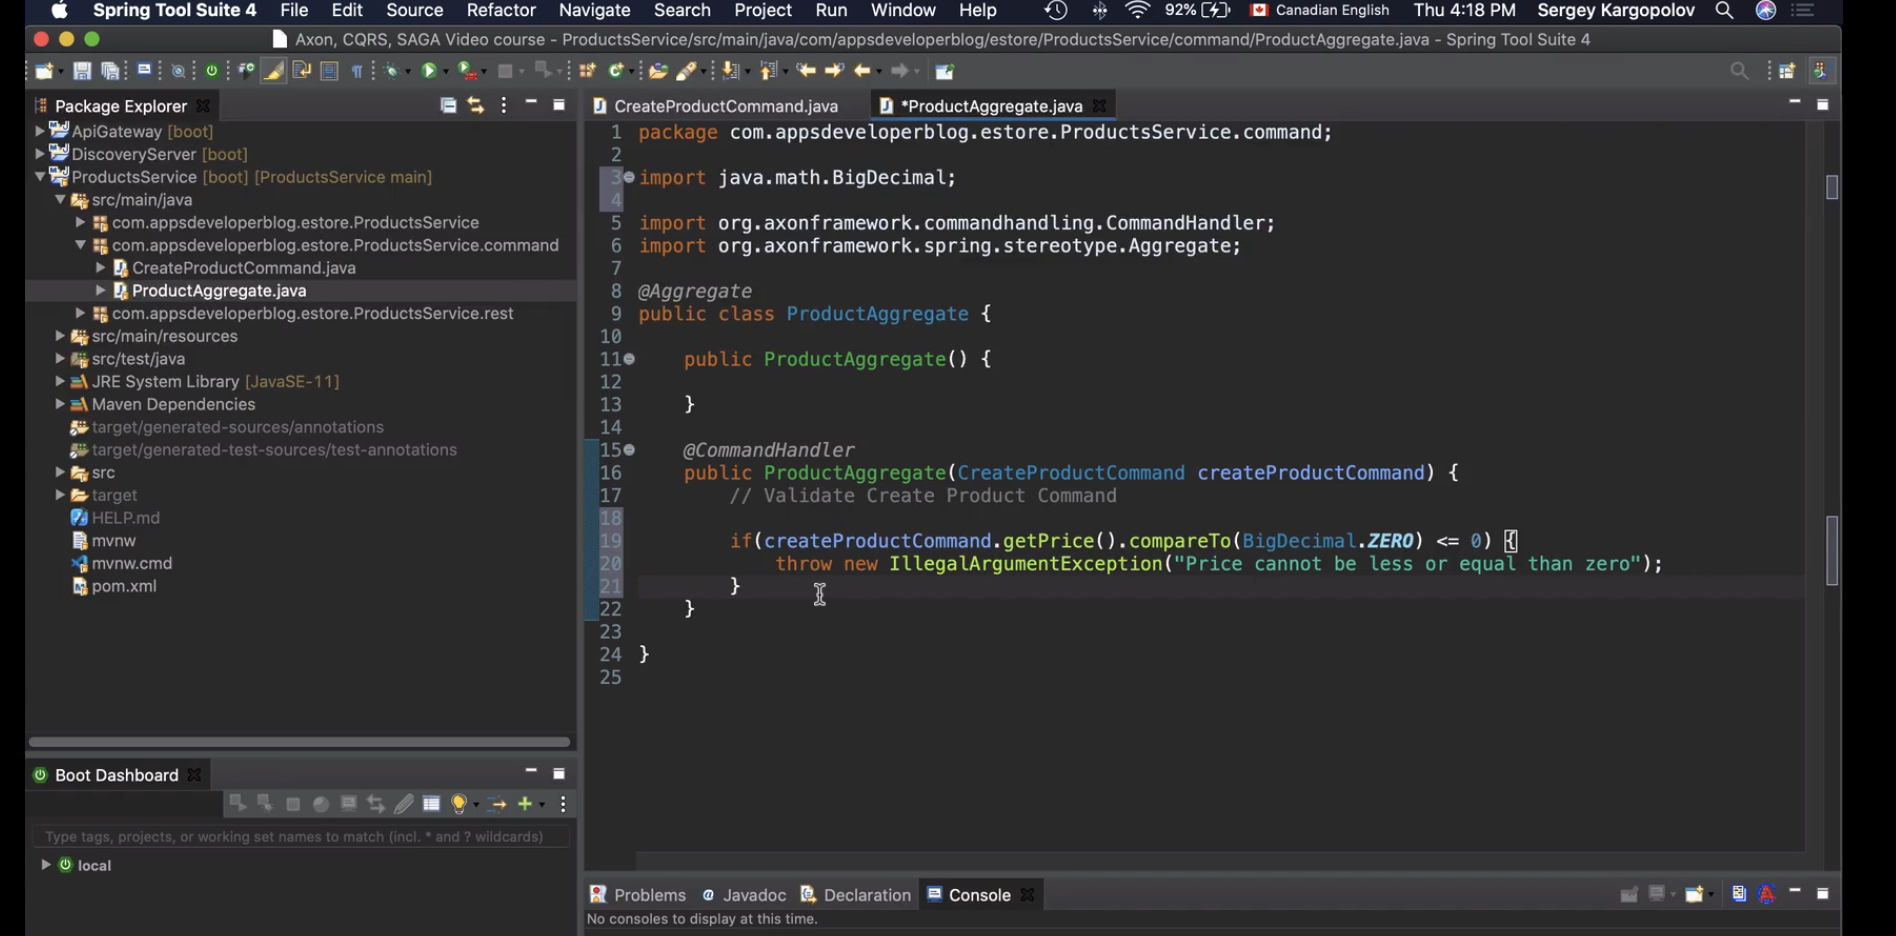 Spring Tool Suite 4 File Edit Source Refactor Navigate Search Project Run Window Help 92% Canadian English Thu 4:18 PM Sergey Kargopolov
Axon, CQRS, SAGA Video course - ProductsService/src/main/java/com/appsdeveloperblog/estore/ProductsService/command/ProductAggregate.java - Spring Tool Suite 4
Package Explorer
ApiGateway [boot]
DiscoveryServer [boot]
ProductsService [boot] [ProductsService main]
src/main/java
com.appsdeveloperblog.estore.ProductsService
com.appsdeveloperblog.estore.ProductsService.command
CreateProductCommand.java
ProductAggregate.java
com.appsdeveloperblog.estore.ProductsService.rest
src/main/resources
src/test/java
JRE System Library [JavaSE-11]
Maven Dependencies
target/generated-sources/annotations
target/generated-test-sources/test-annotations
src
target
HELP.md
mvnw
mvnw.cmd
pom.xml
Boot Dashboard
Type tags, projects, or working set names to match (incl. * and ? wildcards)
local
CreateProductCommand.java *ProductAggregate.java
1 package com.appsdeveloperblog.estore.ProductsService.command;
2
3 import java.math.BigDecimal;
4
5 import org.axonframework.commandhandling.CommandHandler;
6 import org.axonframework.spring.stereotype.Aggregate;
7
8 @Aggregate
9 public class ProductAggregate {
10
11 public ProductAggregate() {
12
13 }
14
15 @CommandHandler
16 public ProductAggregate(CreateProductCommand createProductCommand) {
17 // Validate Create Product Command
18
19 if(createProductCommand.getPrice().compareTo(BigDecimal.ZERO) <= 0) {
20 throw new IllegalArgumentException("Price cannot be less or equal than zero");
21 }
22 }
23
24 }
25
Problems Javadoc Declaration Console
No consoles to display at this time.